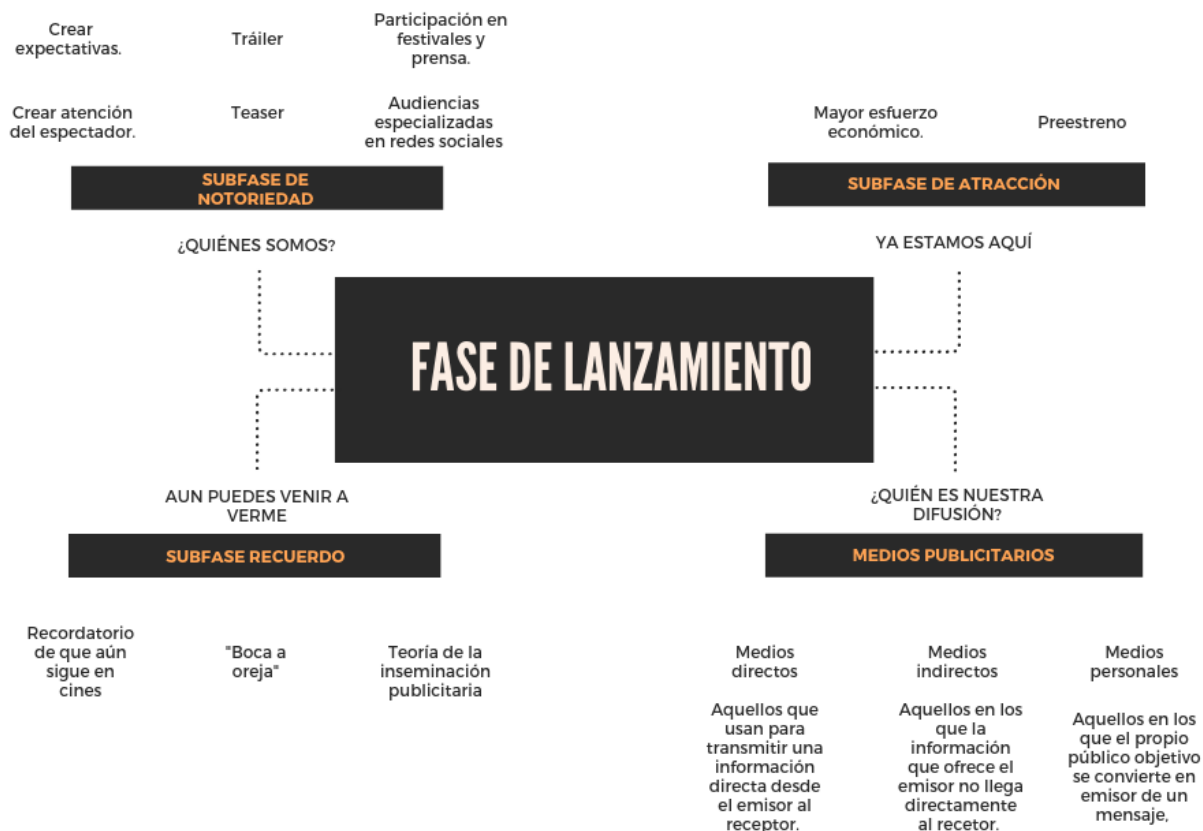 Crear
expectativas.
Tráiler
Participación en
festivales y
prensa.
Crear atención
del espectador.
Teaser
Audiencias
especializadas
en redes sociales
SUBFASE DE
NOTORIEDAD
¿QUIÉNES SOMOS?
Mayor esfuerzo
económico.
Preestreno
SUBFASE DE ATRACCIÓN
YA ESTAMOS AQUÍ
FASE DE LANZAMIENTO
AUN PUEDES VENIR A
VERME
SUBFASE RECUERDO
Recordatorio
de que aún
sigue en
cines
"Boca a
oreja"
Teoría de la
inseminación
publicitaria
¿QUIÉN ES NUESTRA
DIFUSIÓN?
MEDIOS PUBLICITARIOS
Medios
directos
Aquellos que
usan para
transmitir una
información
directa desde
el emisor al
receptor.
Medios
indirectos
Aquellos en los
que la
información
que ofrece el
emisor no llega
directamente
al recetor.
Medios
personales
Aquellos en los
que el propio
público objetivo
se convierte en
emisor de un
mensaje,